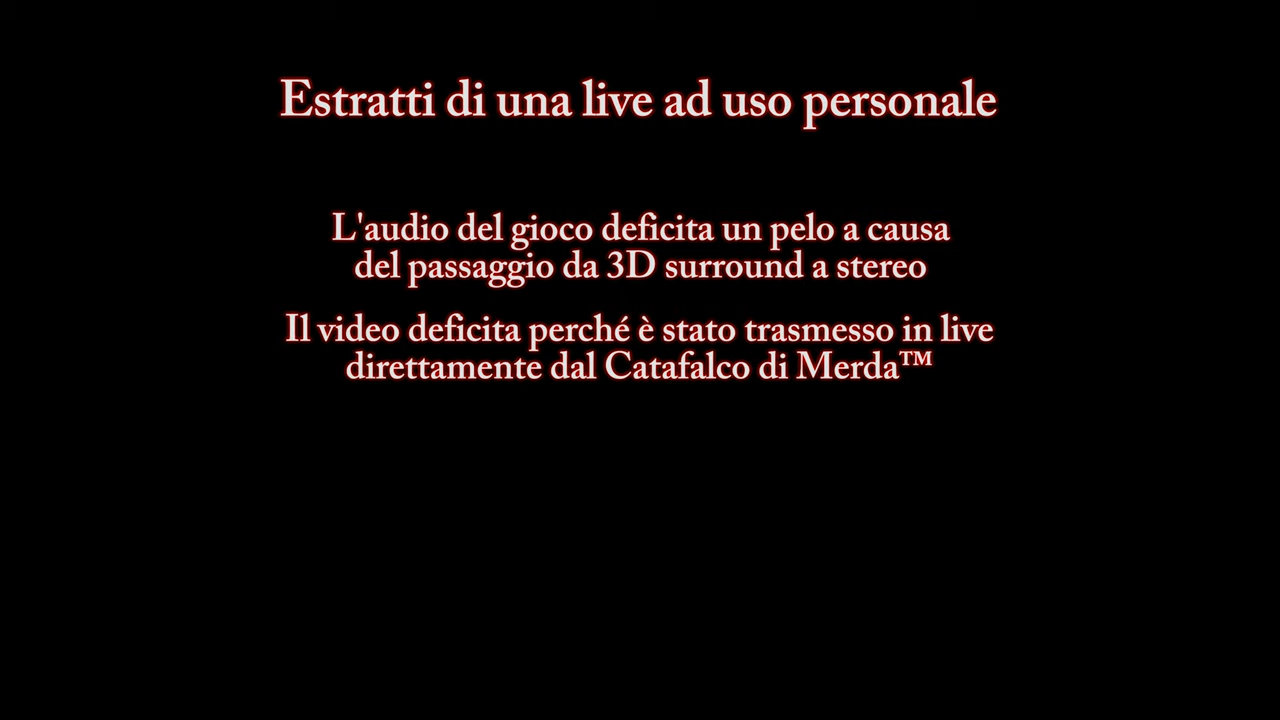 Estratti di una live ad uso personale
L'audio del gioco deficita un pelo a causa
del passaggio da 3D surround a stereo
Il video deficita perché è stato trasmesso in live
direttamente dal Catafalco di Merda™